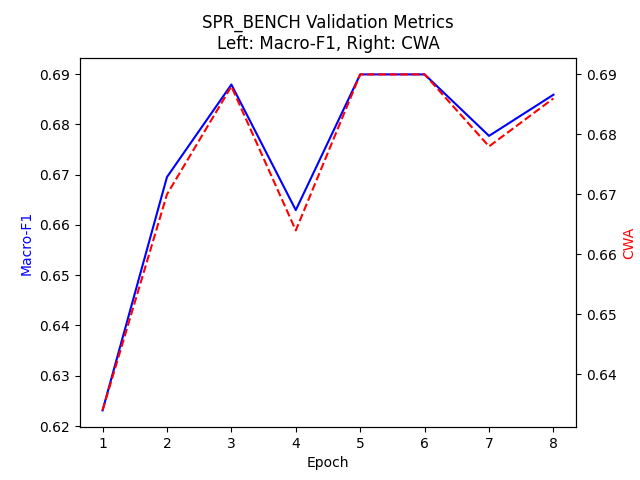 SPR_BENCH Validation Metrics
Left: Macro-F1, Right: CWA
0.69
0.68
0.67
0.66
0.65
0.64
0.63
0.62
Macro-F1
0.69
0.68
0.67
0.66
0.65
0.64
CWA
1 2 3 4 5 6 7 8
Epoch